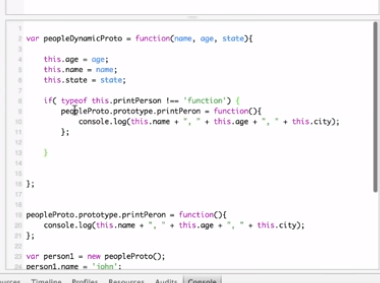 var peopleDynamicProto = function(name, age, state){
this.age = age;
this.name = name;
this.state = state;
if( typeof this.printPerson !== 'function') {
peopleProto.prototype.printPeron = function(){
console.log(this.name + ", " + this.age + ", " + this.city);
};
}
};
peopleProto.prototype.printPeron = function(){
console.log(this.name + ", " + this.age + ", " + this.city);
};
var person1 = new peopleProto();
person1.name = 'john';
Timeline Profiles Resources Audits Console